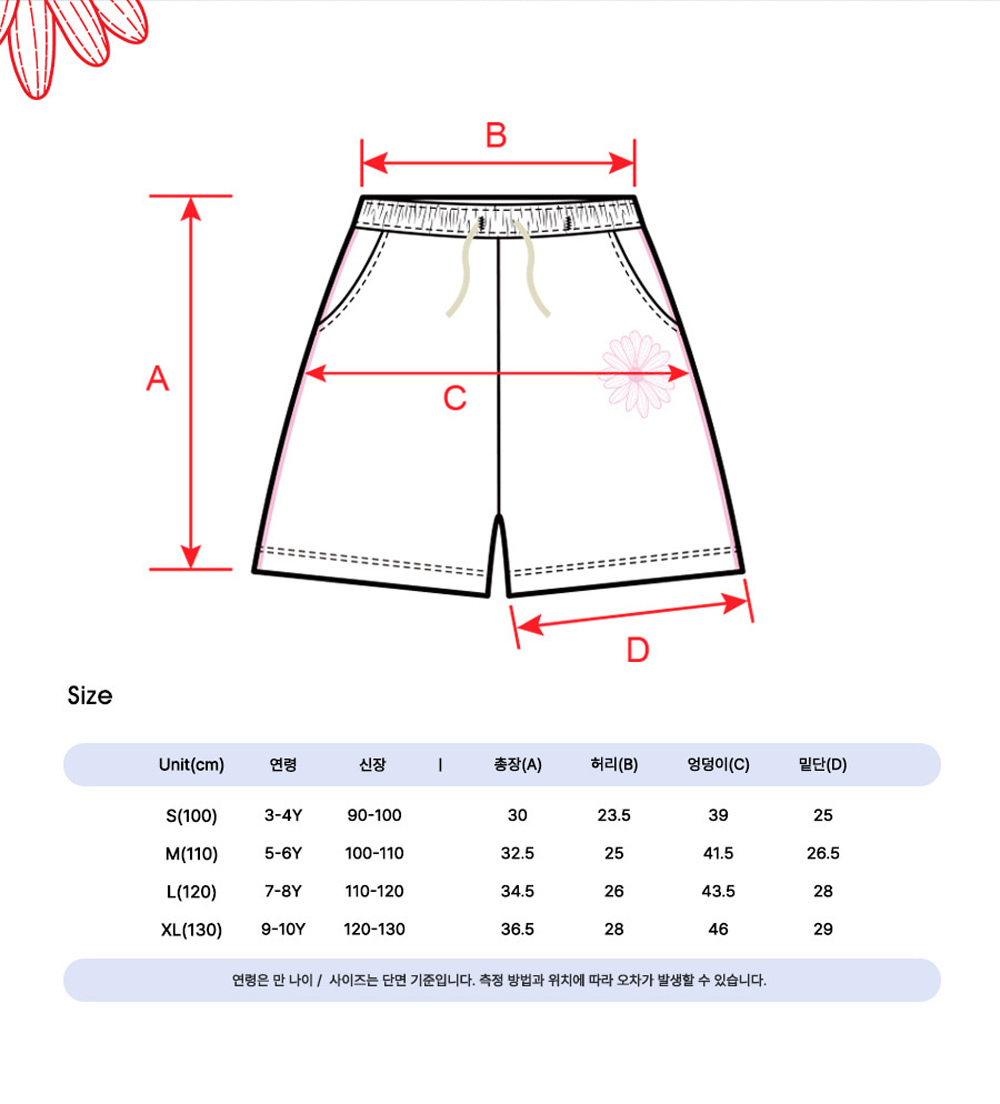 B
A
C
D
Size
Unit(cm) 연령 신장 | 총장(A) 허리(B) 엉덩이(C) 밑단(D)
S(100) 3-4Y 90-100 30 23.5 39 25
M(110) 5-6Y 100-110 32.5 25 41.5 26.5
L(120) 7-8Y 110-120 34.5 26 43.5 28
XL(130) 9-10Y 120-130 36.5 28 46 29
연령은 만 나이 / 사이즈는 단면 기준입니다. 측정 방법과 위치에 따라 오차가 발생할 수 있습니다.